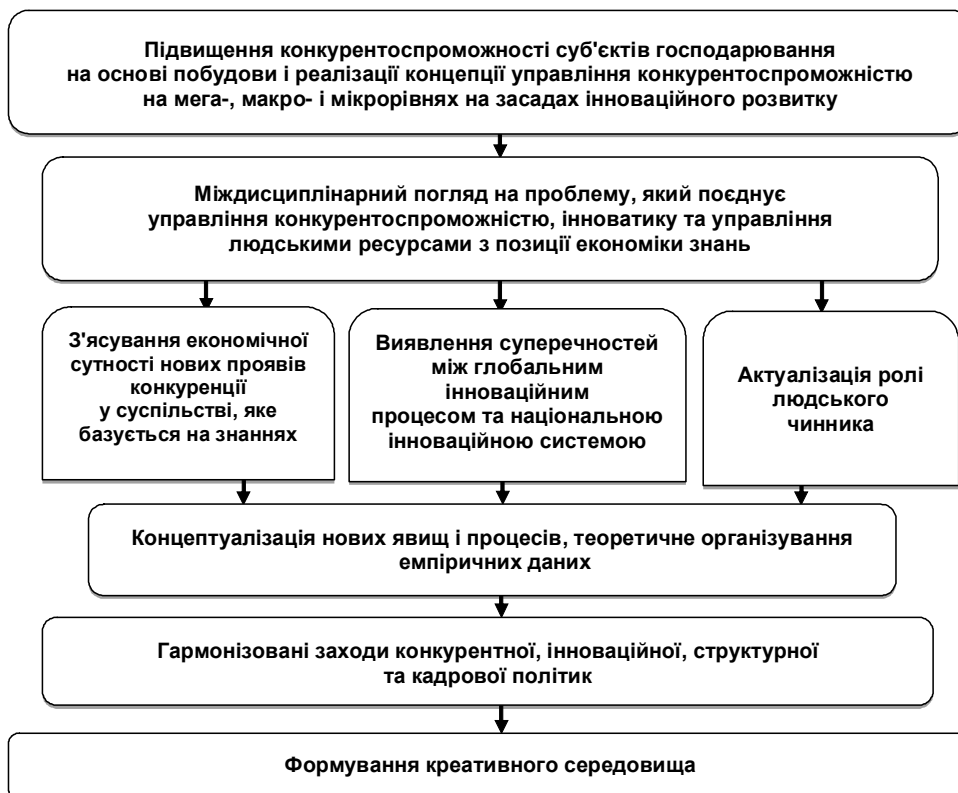 Підвищення конкурентоспроможності суб'єктів господарювання
на основі побудови і реалізації концепції управління конкурентоспроможністю
на мега-, макро- і мікрорівнях на засадах інноваційного розвитку
Міждисциплінарний погляд на проблему, який поєднує
управління конкурентоспроможністю, інноватику та управління
людськими ресурсами з позиції економіки знань
З'ясування економічної
сутності нових проявів
конкуренції
у суспільстві, яке
базується на знаннях
Виявлення суперечностей
між глобальним
інноваційним
процесом та національною
інноваційною системою
Актуалізація ролі
людського
чинника
Концептуалізація нових явищ і процесів, теоретичне організування
емпіричних даних
Гармонізовані заходи конкурентної, інноваційної, структурної
та кадрової політик
Формування креативного середовища